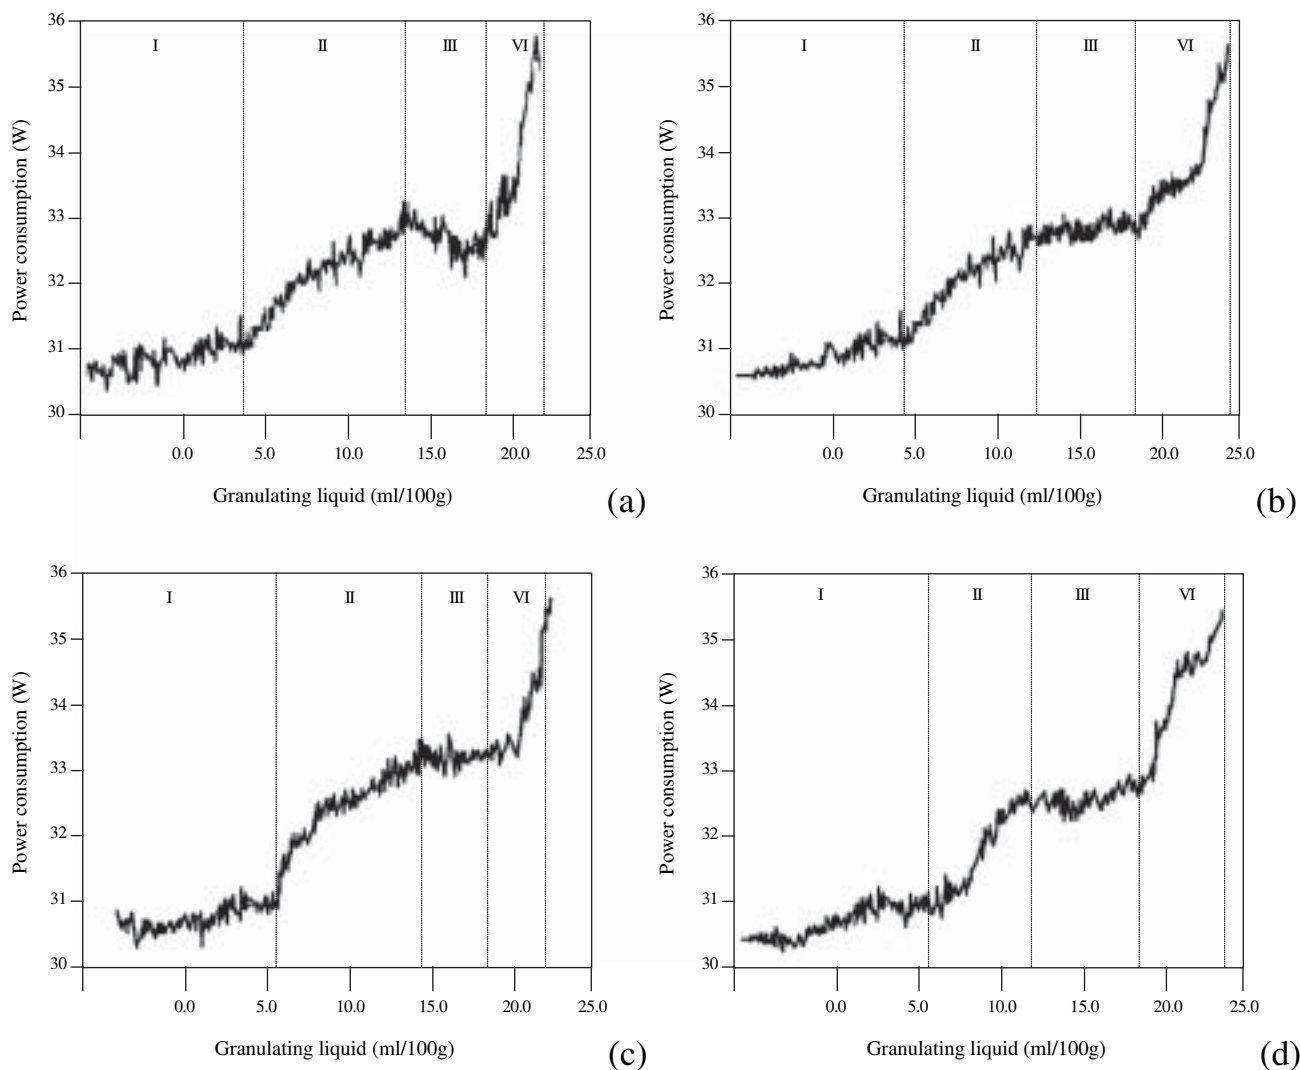 36
35
34
33
32
31
30
Power consumption (W)
I II III VI
0.0 5.0 10.0 15.0 20.0 25.0
Granulating liquid (ml/100g)
(a)
36
35
34
33
32
31
30
Power consumption (W)
I II III VI
0.0 5.0 10.0 15.0 20.0 25.0
Granulating liquid (ml/100g)
(b)
36
35
34
33
32
31
30
Power consumption (W)
I II III VI
0.0 5.0 10.0 15.0 20.0 25.0
Granulating liquid (ml/100g)
(c)
36
35
34
33
32
31
30
Power consumption (W)
I II III VI
0.0 5.0 10.0 15.0 20.0 25.0
Granulating liquid (ml/100g)
(d)